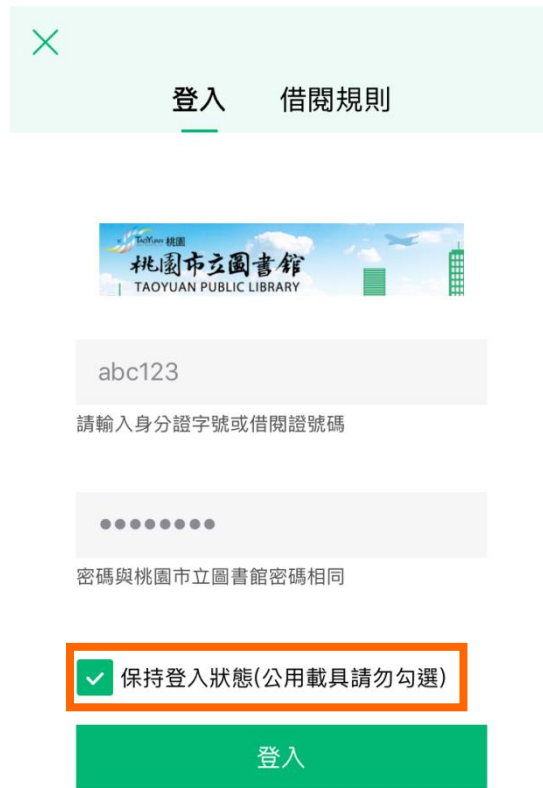 登入 借閱規則
TaoYuan 桃園
桃園市立圖書館
TAOYUAN PUBLIC LIBRARY
abc123
請輸入身分證字號或借閱證號碼
●●●●●●●●
密碼與桃園市立圖書館密碼相同
保持登入狀態(公用載具請勿勾選)
登入